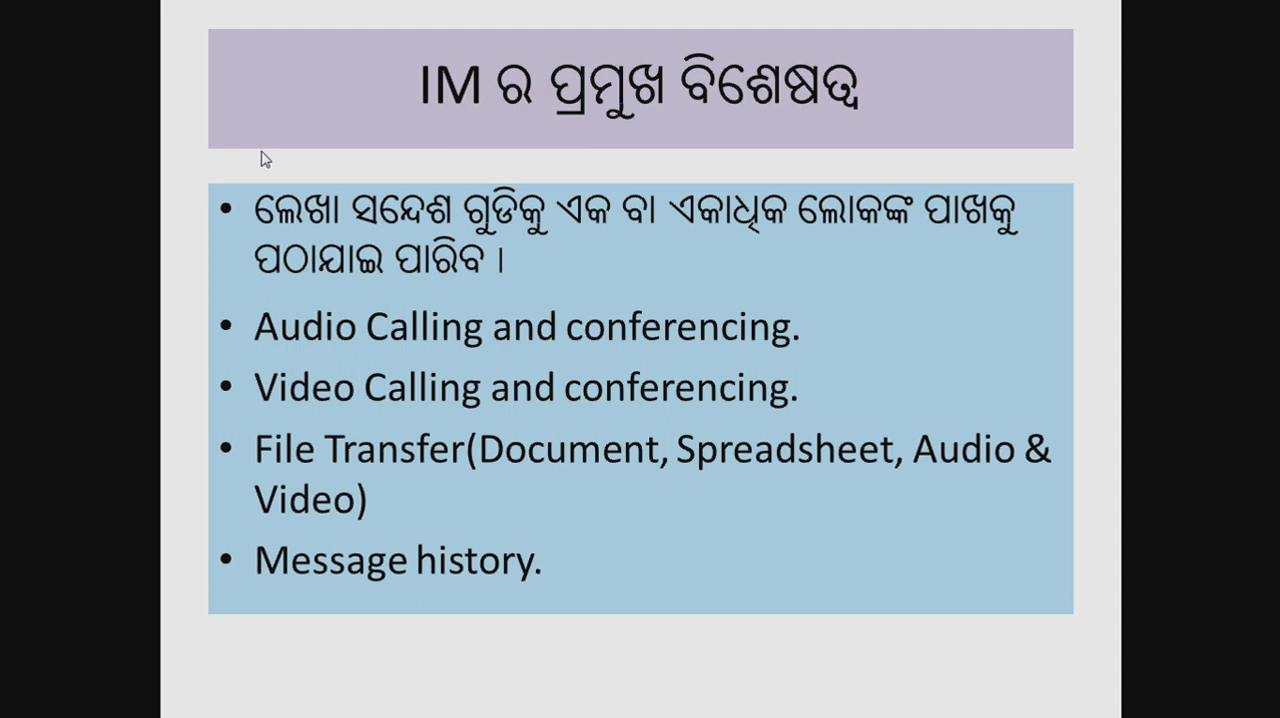 IM ର ପ୍ରମୁଖ ବିଶେଷତ୍ୱ
• ଲେଖା ସନ୍ଦେଶ ଗୁଡିକୁ ଏକ ବା ଏକାଧିକ ଲୋକଙ୍କ ପାଖକୁ
ପଠାଯାଇ ପାରିବ ।
• Audio Calling and conferencing.
• Video Calling and conferencing.
• File Transfer(Document, Spreadsheet, Audio &
Video)
• Message history.